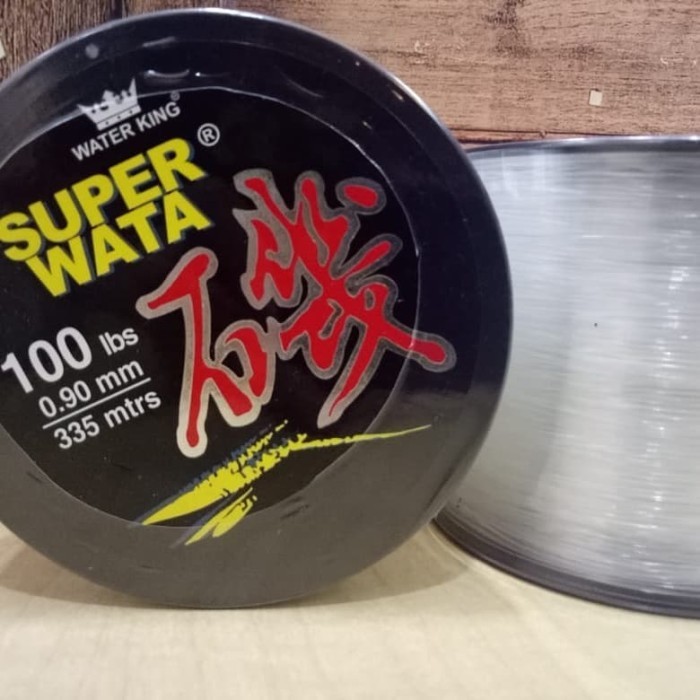 WATER KING®
SUPER ®
WATA
磯
100 lbs
0.90 mm
335 mtrs